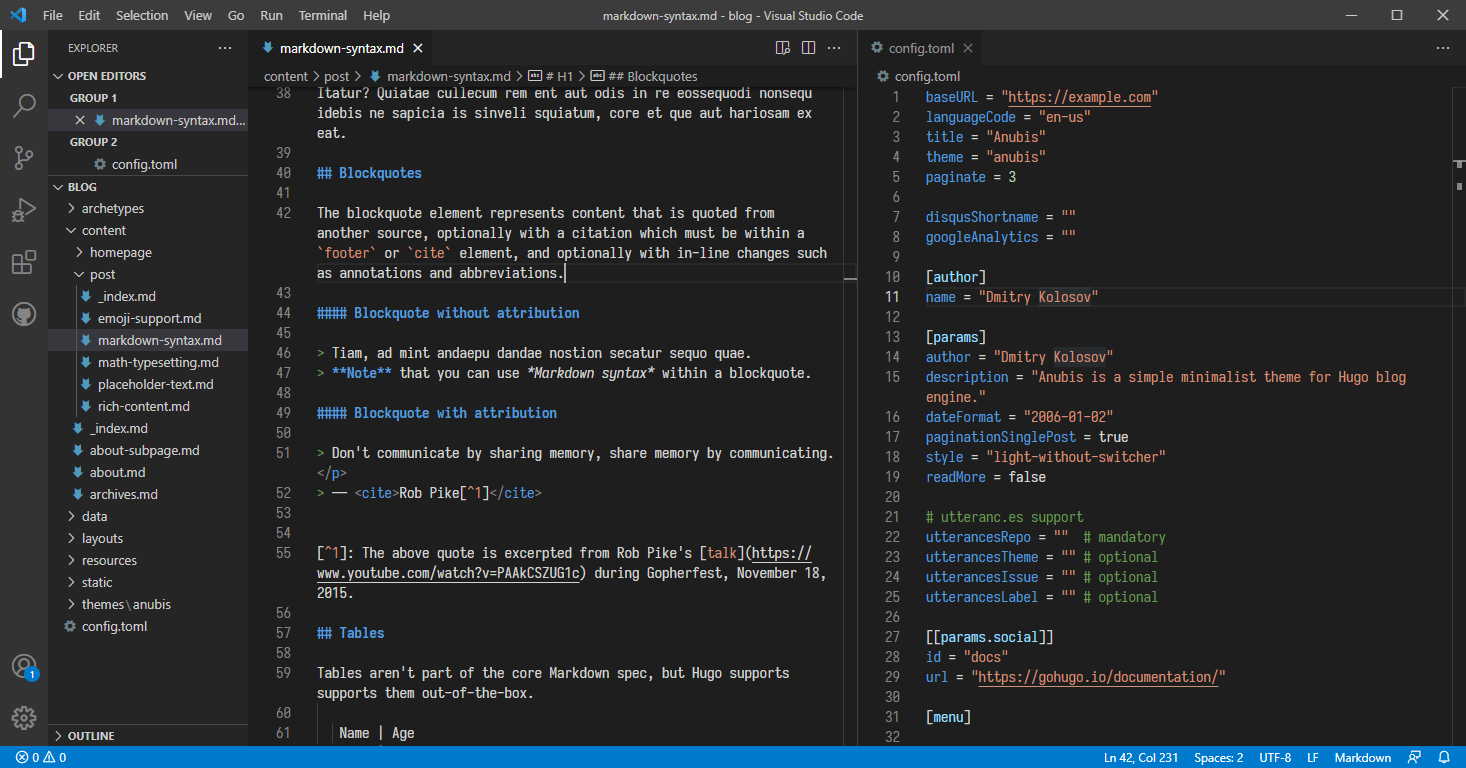 File Edit Selection View Go Run Terminal Help
markdown-syntax.md - blog - Visual Studio Code
EXPLORER
OPEN EDITORS
GROUP 1
markdown-syntax.md...
GROUP 2
config.toml
BLOG
archetypes
content
homepage
post
_index.md
emoji-support.md
markdown-syntax.md
math-typesetting.md
placeholder-text.md
rich-content.md
_index.md
about-subpage.md
about.md
archives.md
data
layouts
resources
static
themes\anubis
config.toml
OUTLINE
1
markdown-syntax.md
content > post > markdown-syntax.md > # H1 > ## Blockquotes
38 Itatur? Quiatae cullecum rem ent aut odis in re eossequodi nonsequ
idebis ne sapicia is sinveli squiatum, core et que aut hariosam ex
eat.
39
40 ## Blockquotes
41
42 The blockquote element represents content that is quoted from
another source, optionally with a citation which must be within a
`footer` or `cite` element, and optionally with in-line changes such
as annotations and abbreviations.
43
44 #### Blockquote without attribution
45
46 > Tiam, ad mint andaepu dandae nostion secatur sequo quae.
47 > **Note** that you can use *Markdown syntax* within a blockquote.
48
49 #### Blockquote with attribution
50
51 > Don't communicate by sharing memory, share memory by communicating.
</p>
52 > — <cite>Rob Pike[^1]</cite>
53
54
55 [^1]: The above quote is excerpted from Rob Pike's [talk](https://
www.youtube.com/watch?v=PAAkCSZUG1c) during Gopherfest, November 18,
2015.
56
57 ## Tables
58
59 Tables aren't part of the core Markdown spec, but Hugo supports
supports them out-of-the-box.
60
61 Name | Age
config.toml
config.toml
1 baseURL = "https://example.com"
2 languageCode = "en-us"
3 title = "Anubis"
4 theme = "anubis"
5 paginate = 3
6
7 disqusShortname = ""
8 googleAnalytics = ""
9
10 [author]
11 name = "Dmitry Kolosov"
12
13 [params]
14 author = "Dmitry Kolosov"
15 description = "Anubis is a simple minimalist theme for Hugo blog
engine."
16 dateFormat = "2006-01-02"
17 paginationSinglePost = true
18 style = "light-without-switcher"
19 readMore = false
20
21 # utteranc.es support
22 utterancesRepo = "" # mandatory
23 utterancesTheme = "" # optional
24 utterancesIssue = "" # optional
25 utterancesLabel = "" # optional
26
27 [[params.social]]
28 id = "docs"
29 url = "https://gohugo.io/documentation/"
30
31 [menu]
32
0 0
Ln 42, Col 231 Spaces: 2 UTF-8 LF Markdown